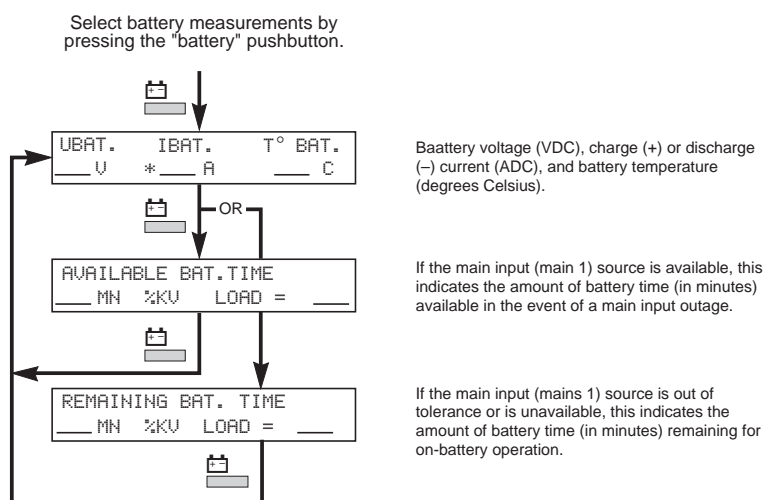 Select battery measurements by
pressing the "battery" pushbutton.
+ -
UBAT. IBAT. T° BAT.
___ V *___ A ___ C
Baattery voltage (VDC), charge (+) or discharge
(–) current (ADC), and battery temperature
(degrees Celsius).
+ -
OR
AVAILABLE BAT.TIME
___ MN %KV LOAD = ___
If the main input (main 1) source is available, this
indicates the amount of battery time (in minutes)
available in the event of a main input outage.
+ -
REMAINING BAT. TIME
___ MN %KV LOAD = ___
If the main input (mains 1) source is out of
tolerance or is unavailable, this indicates the
amount of battery time (in minutes) remaining for
on-battery operation.
+ -